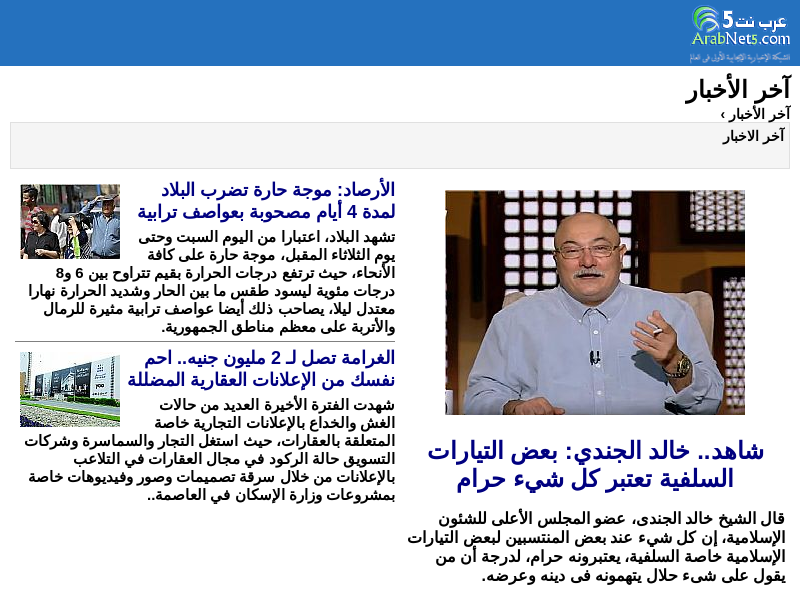 عرب نت 5
ArabNet5.com
آخر الأخبار
آخر الأخبار ›
آخر الاخبار
شاهد.. خالد الجندي: بعض التيارات
السلفية تعتبر كل شيء حرام
قال الشيخ خالد الجندى، عضو المجلس الأعلى للشئون
الإسلامية، إن كل شيء عند بعض المنتسبين لبعض التيارات
الإسلامية خاصة السلفية، يعتبرونه حرام، لدرجة أن من
يقول على شىء حلال يتهمونه فى دينه وعرضه.
الأرصاد: موجة حارة تضرب البلاد
لمدة 4 أيام مصحوبة بعواصف ترابية
تشهد البلاد، اعتبارا من اليوم السبت وحتى
يوم الثلاثاء المقبل، موجة حارة على كافة
الأنحاء، حيث ترتفع درجات الحرارة بقيم تتراوح بين 6 و8
درجات مئوية ليسود طقس ما بين الحار وشديد الحرارة نهارا
معتدل ليلا، يصاحب ذلك أيضا عواصف ترابية مثيرة للرمال
والأتربة على معظم مناطق الجمهورية.
الغرامة تصل لـ 2 مليون جنيه.. احم
نفسك من الإعلانات العقارية المضللة
شهدت الفترة الأخيرة العديد من حالات
الغش والخداع بالإعلانات التجارية خاصة
المتعلقة بالعقارات، حيث استغل التجار والسماسرة وشركات
التسويق حالة الركود في مجال العقارات في التلاعب
بالإعلانات من خلال سرقة تصميمات وصور وفيديوهات خاصة
بمشروعات وزارة الإسكان في العاصمة..